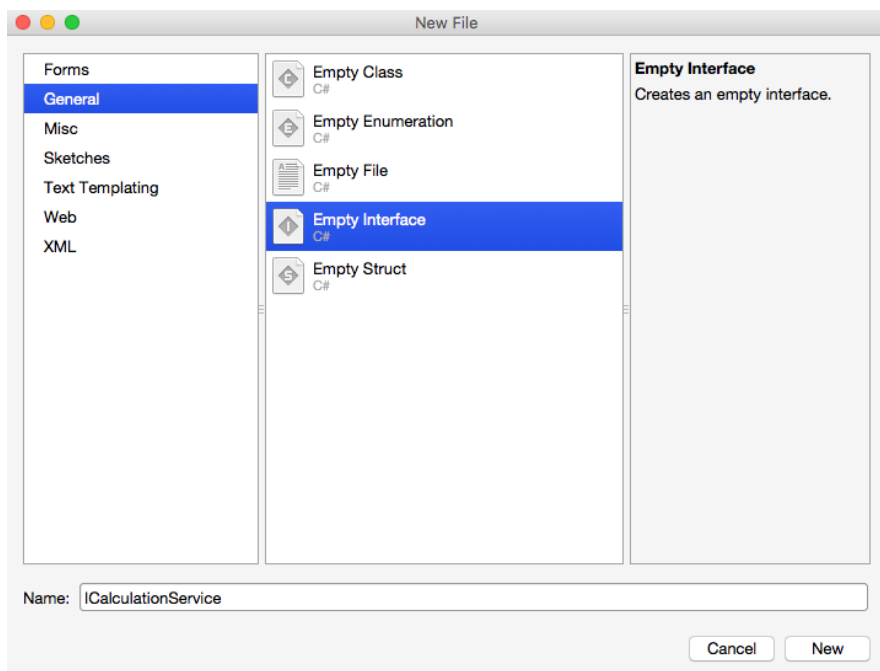 New File
Forms
General
Misc
Sketches
Text Templating
Web
XML
C
Empty Class
C#
E
Empty Enumeration
C#
A
Empty File
C#
I
Empty Interface
C#
S
Empty Struct
C#
Empty Interface
Creates an empty interface.
Name: ICalculationService
Cancel
New